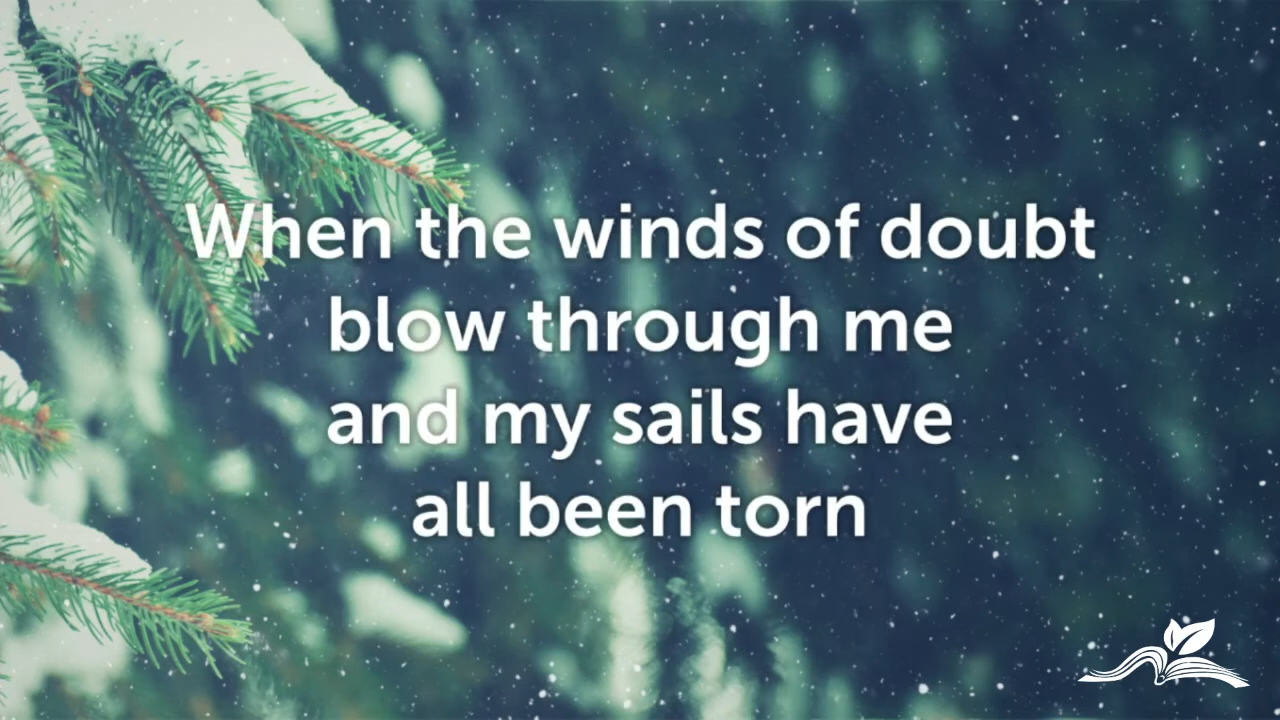 When the winds of doubt
blow through me
and my sails have
all been torn